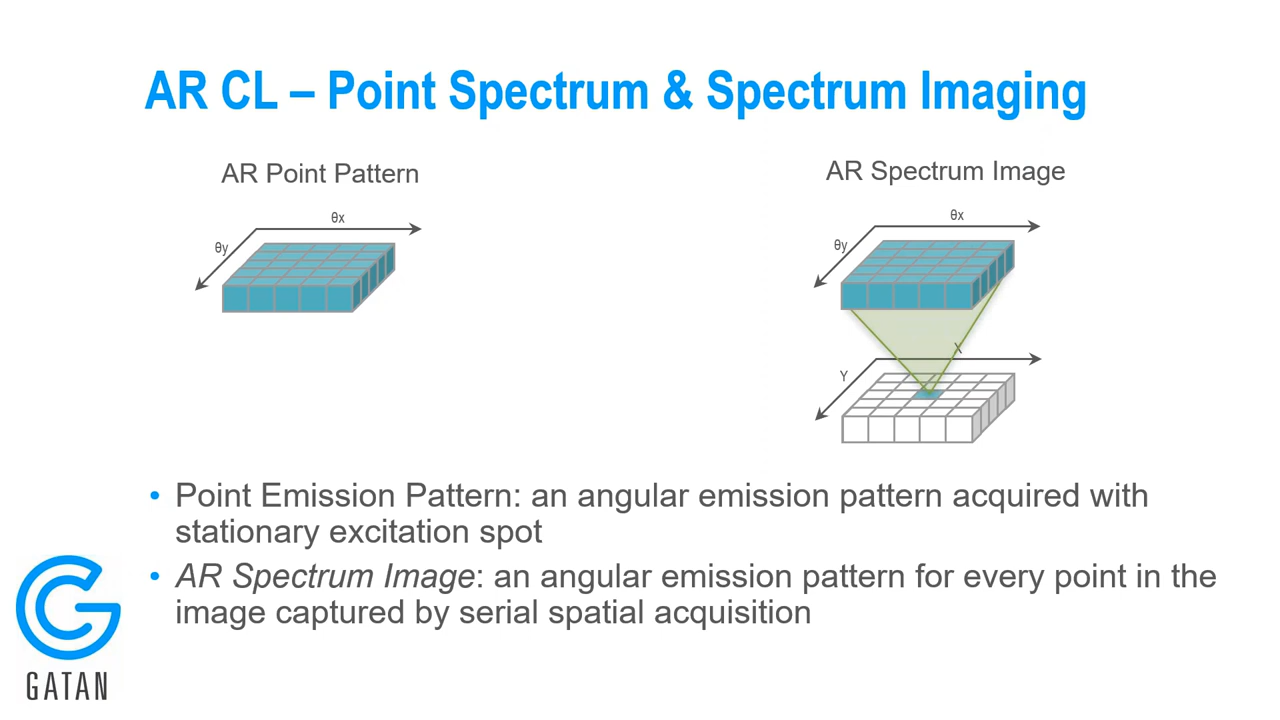 AR CL – Point Spectrum & Spectrum Imaging
AR Point Pattern
θx
θy
AR Spectrum Image
θx
θy
X
Y
• Point Emission Pattern: an angular emission pattern acquired with
stationary excitation spot
• AR Spectrum Image: an angular emission pattern for every point in the
image captured by serial spatial acquisition
GATAN